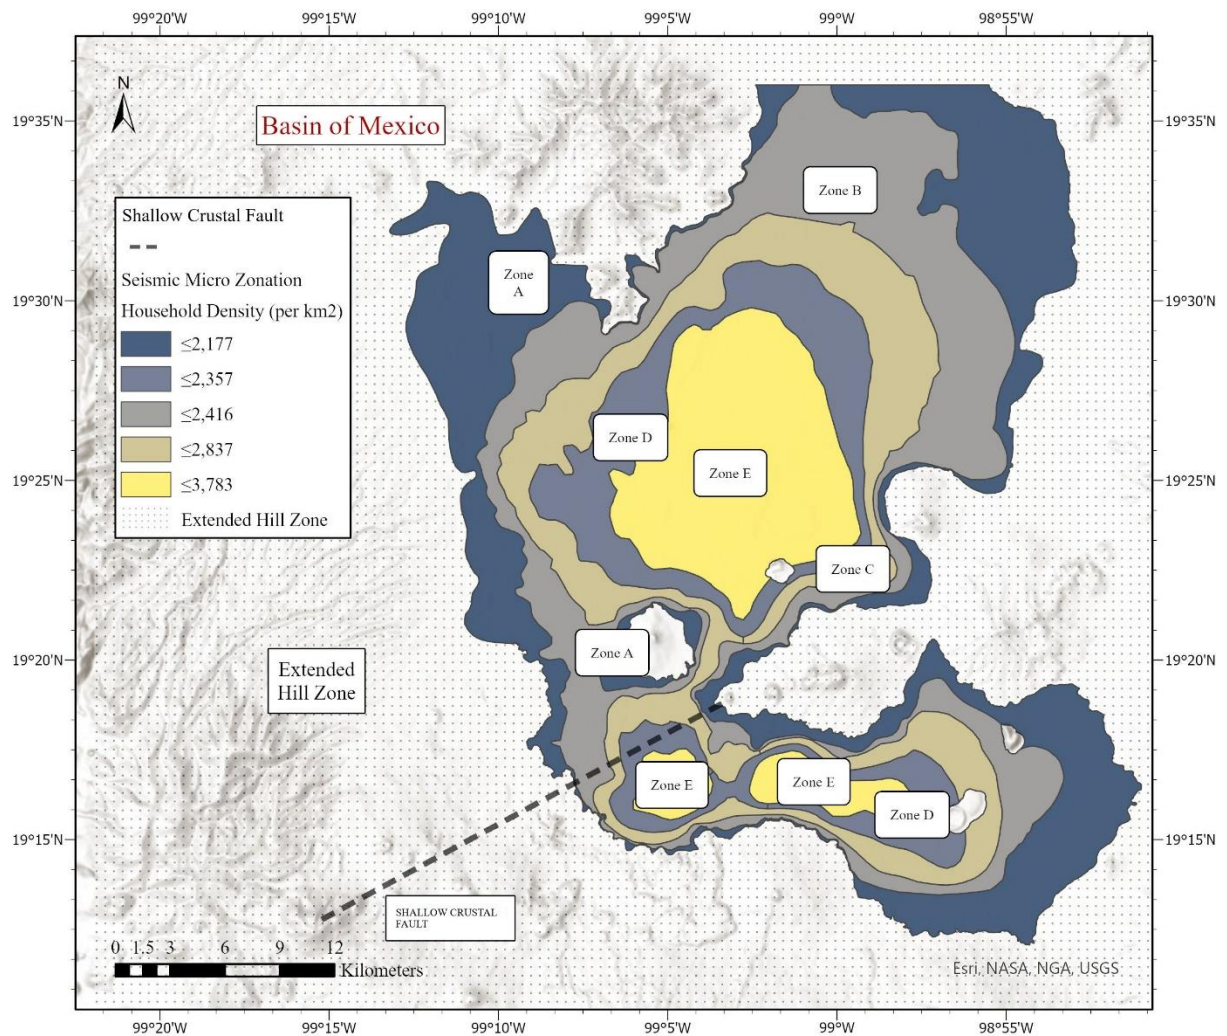 99°20'W 99°15'W 99°10'W 99°5'W 99°W 98°55'W
N
19°35'N
Basin of Mexico
19°35'N
Zone B
Shallow Crustal Fault
Seismic Micro Zonation
Household Density (per km2)
≤2,177
≤2,357
≤2,416
≤2,837
≤3,783
Extended Hill Zone
Zone
A
19°30'N
19°30'N
Zone D
Zone E
19°25'N
19°25'N
Zone C
Zone A
19°20'N
19°20'N
Extended
Hill Zone
Zone E
Zone E
Zone D
19°15'N
19°15'N
SHALLOW CRUSTAL
FAULT
0 1.5 3 6 9 12
Kilometers
Esri, NASA, NGA, USGS
99°20'W 99°15'W 99°10'W 99°5'W 99°W 98°55'W